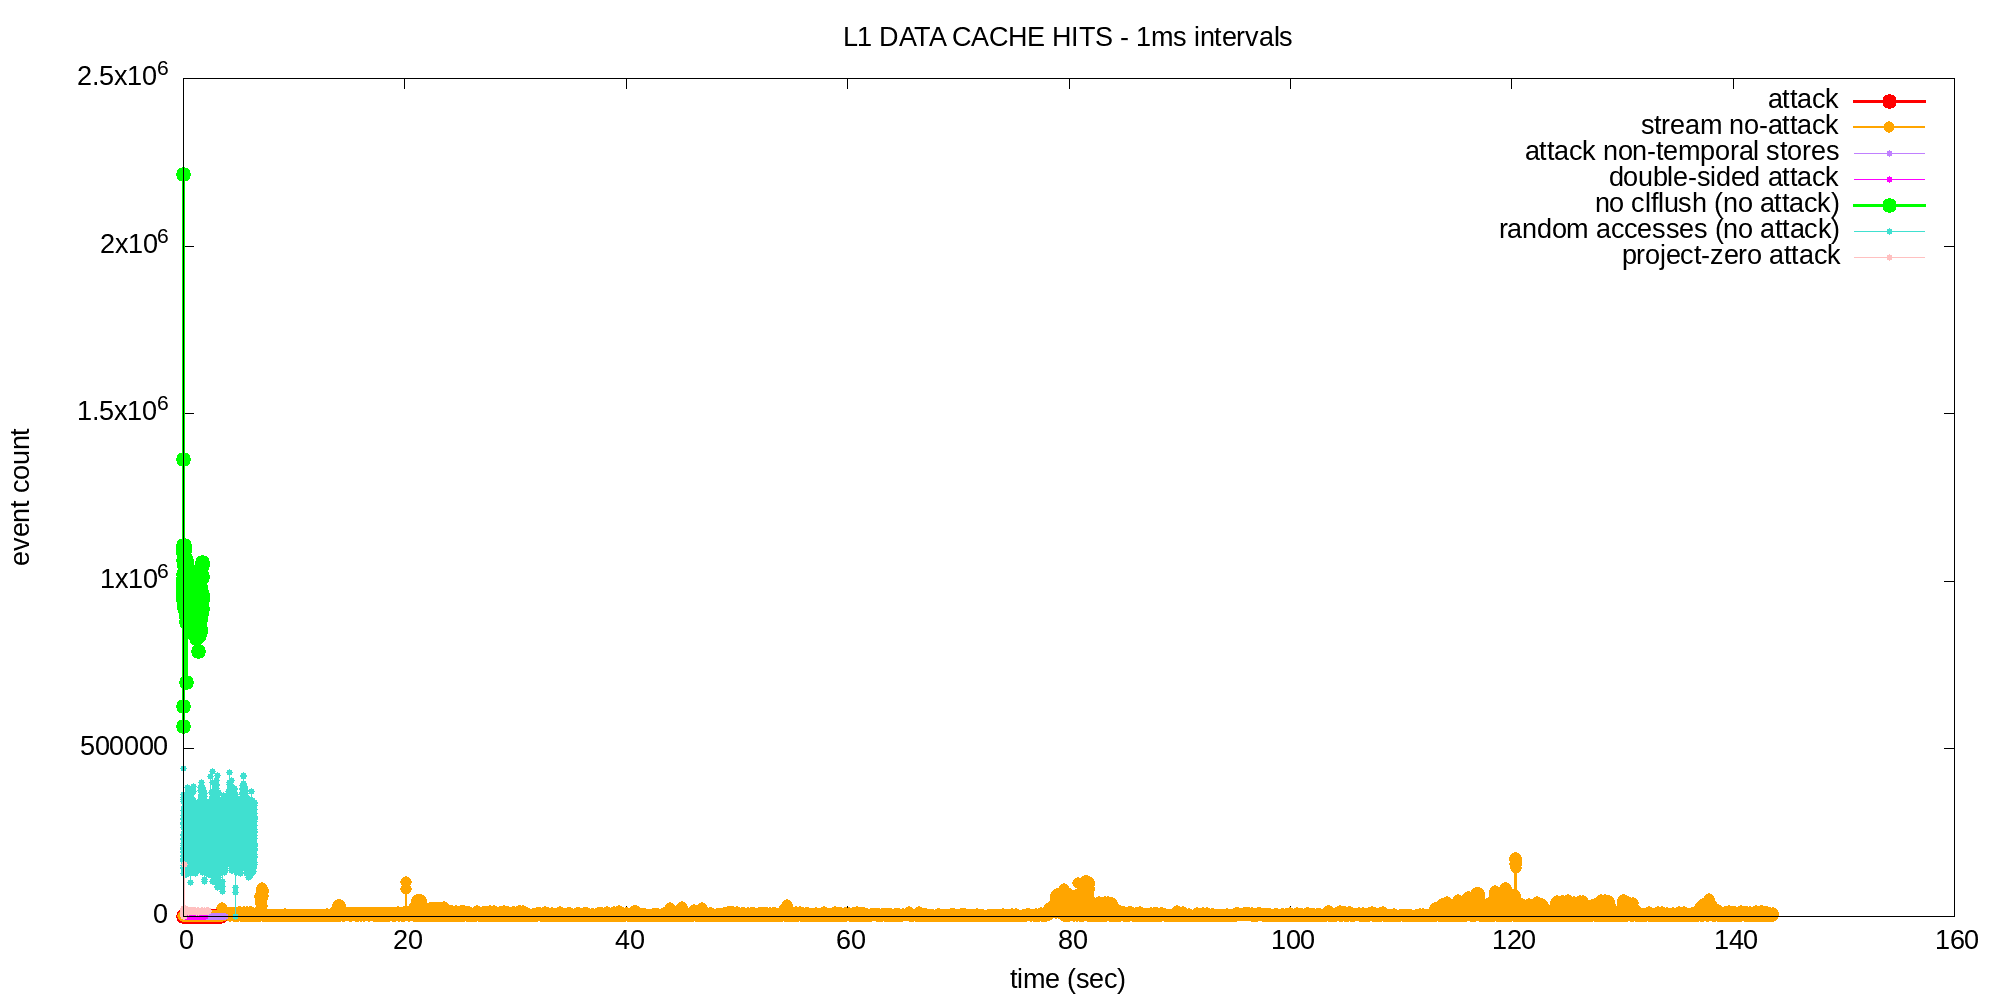 L1 DATA CACHE HITS - 1ms intervals
2.5x10⁶
2x10⁶
1.5x10⁶
1x10⁶
500000
0
event count
attack
stream no-attack
attack non-temporal stores
double-sided attack
no clflush (no attack)
random accesses (no attack)
project-zero attack
0 20 40 60 80 100 120 140 160
time (sec)